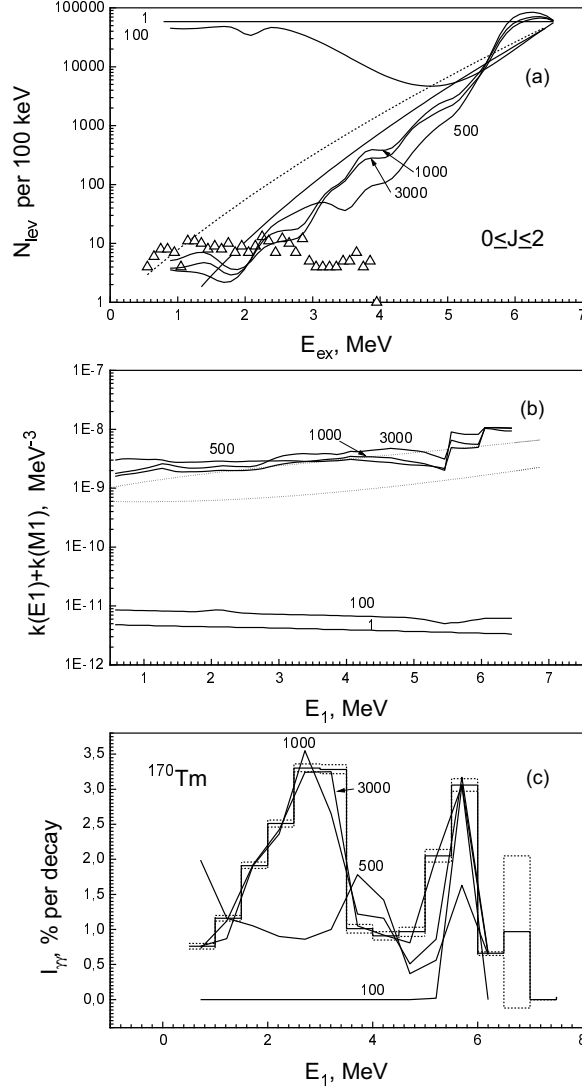 1
100
100000
(a)
10000
N_lev per 100 keV
1000
500
1000
100
3000
10
0≤J≤2
1
0 1 2 3 4 5 6 7
E_ex, MeV
1E-7
(b)
k(E1)+k(M1), MeV^-3
1E-8
1000 3000
500
1E-9
1E-10
1E-11
100
1
1E-12
1 2 3 4 5 6 7
E_1, MeV
1000
3,5
170Tm
(c)
3,0
3000
I_γγ, % per decay
2,5
2,0
500
1,5
1,0
0,5
100
0,0
0 2 4 6 8
E_1, MeV